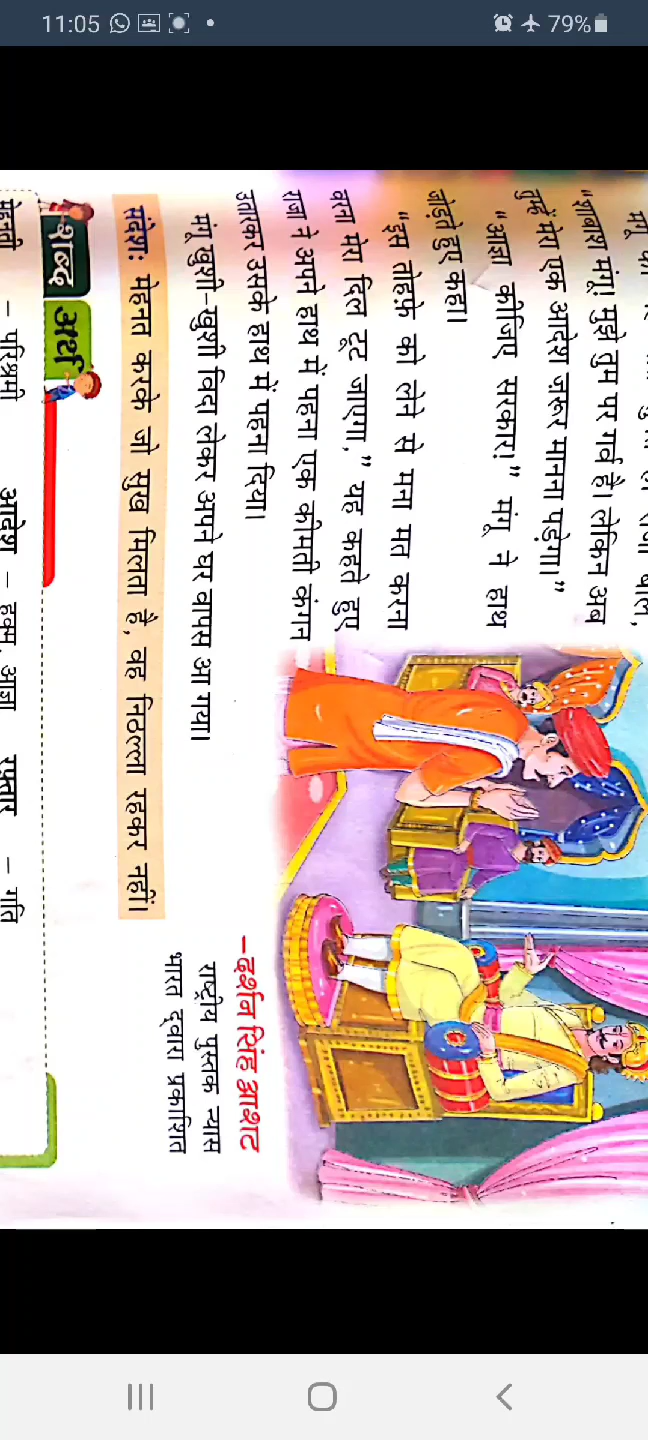 11:05
79%
"शाबाश मंगू! मुझे तुम पर गर्व है। लेकिन अब
तुम्हें मेरा एक आदेश ज़रूर मानना पड़ेगा।"
"आज्ञा कीजिए सरकार!" मंगू ने हाथ
जोड़ते हुए कहा।
"इस तोहफ़े को लेने से मना मत करना
वरना मेरा दिल टूट जाएगा," यह कहते हुए
राजा ने अपने हाथ में पहना एक कीमती कंगन
उतारकर उसके हाथ में पहना दिया।
मंगू खुशी-खुशी विदा लेकर अपने घर वापस आ गया।
–दर्शन सिंह आशट
राष्ट्रीय पुस्तक न्यास
भारत द्वारा प्रकाशित
संदेश: मेहनत करके जो सुख मिलता है, वह निठल्ला रहकर नहीं।
शब्द अर्थ
मेहनती – परिश्रमी आदेश – हुक्म, आज्ञा रफ़्तार – गति